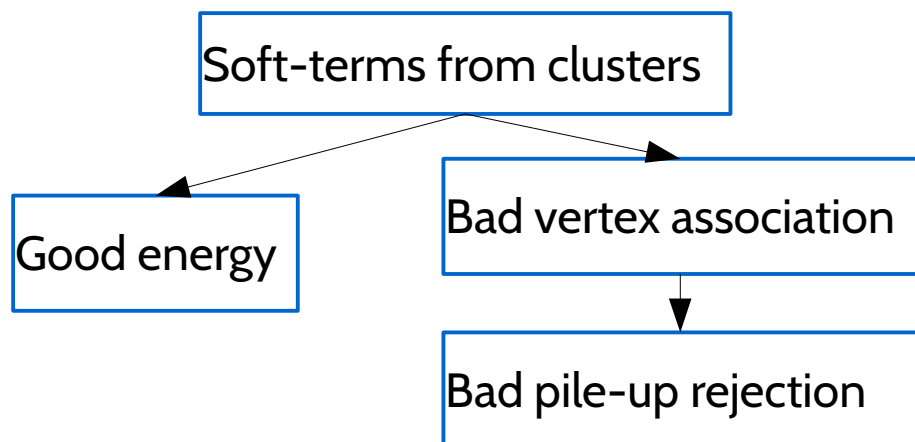 Soft-terms from clusters
Good energy
Bad vertex association
Bad pile-up rejection